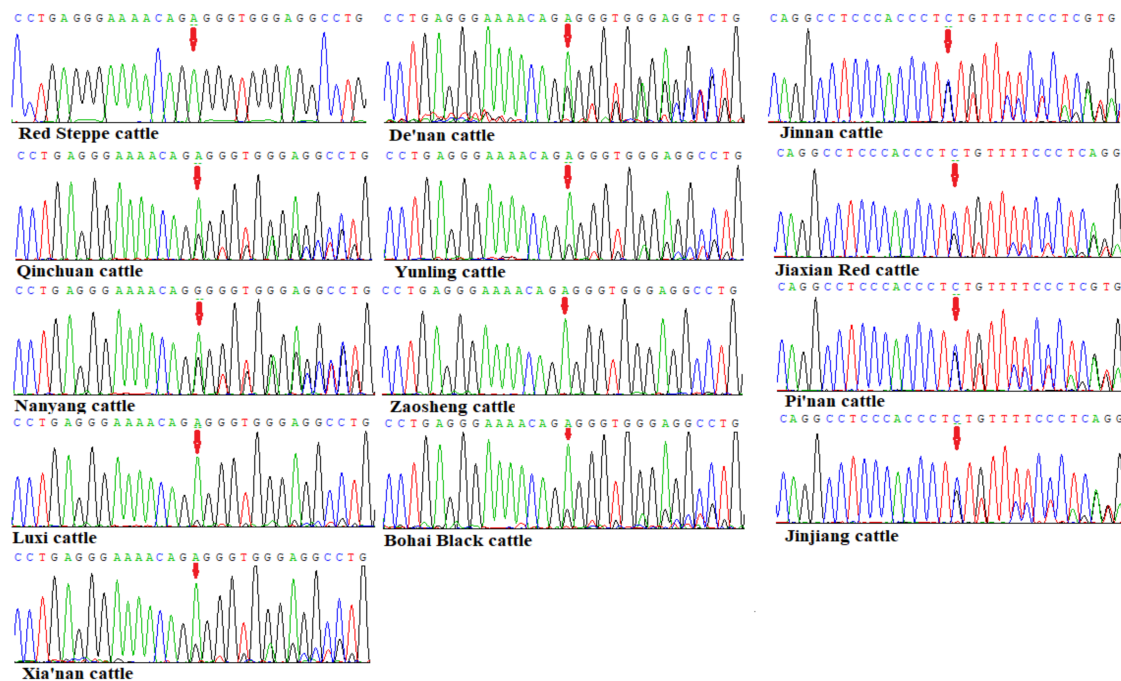 CCTGAGGGAAAACAGAGGGTGGGAGGCCTG
Red Steppe cattle
CCTGAGGGAAAACAGAGGGTGGGAGGTCTG
De'nan cattle
CAGGCCTCCCACCCTCTGTTTTCCCTCGTG
Jinnan cattle
CCTGAGGGAAAACAGAGGGTGGGAGGCCTG
Qinchuan cattle
CCTGAGGGAAAACAGAGGGTGGGAGGCCTG
Yunling cattle
CAGGCCTCCCACCCTCTGTTTTCCCTCAGG
Jiaxian Red cattle
CCTGAGGGAAAACAGGGGGTGGGAGGCCTG
Nanyang cattle
CCTGAGGGAAAACAGAGGGTGGGAGGCCTG
Zaosheng cattle
CAGGCCTCCCACCCTCTGTTTTCCCTCGTG
Pi'nan cattle
CCTGAGGGAAAACAGAGGGTGGGAGGCCTG
Luxi cattle
CCTGAGGGAAAACAGAGGGTGGGAGGCCTG
Bohai Black cattle
CAGGCCTCCCACCCTCTGTTTTCCCTCAGG
Jinjiang cattle
CCTGAGGGAAAACAGAGGGTGGGAGGCCTG
Xia'nan cattle